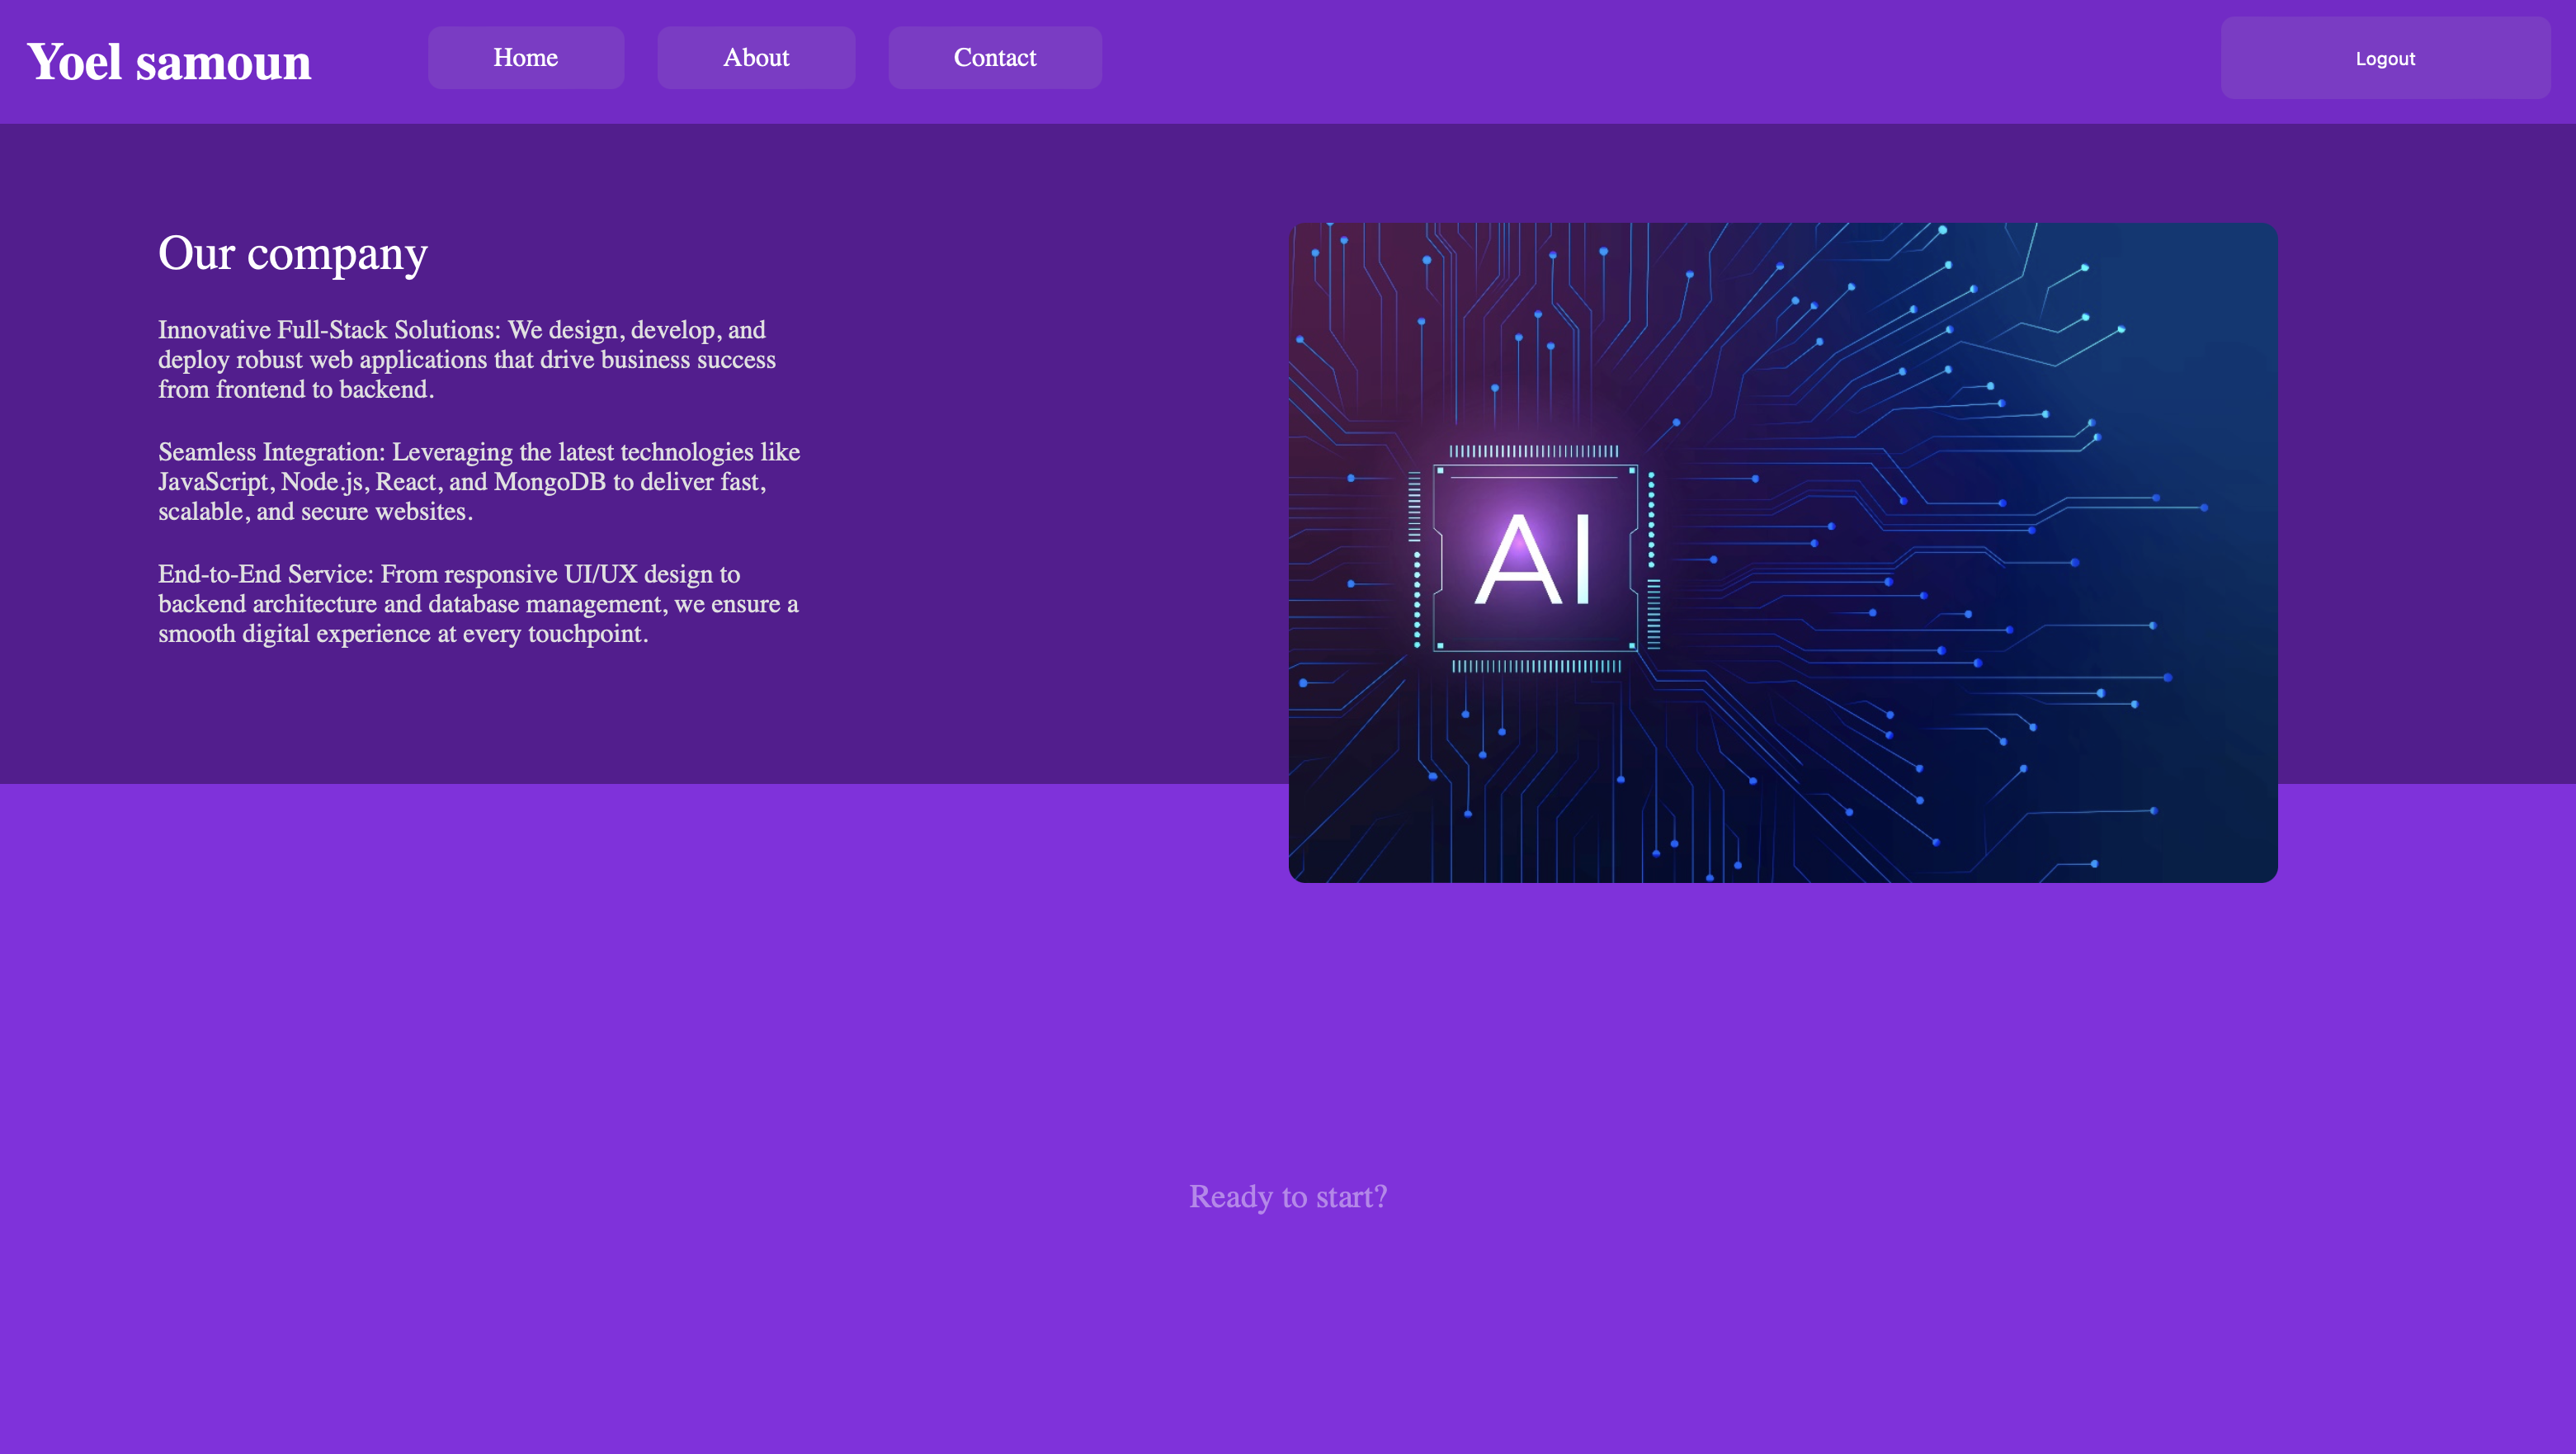 Yoel samoun
Home
About
Contact
Logout
Our company
Innovative Full-Stack Solutions: We design, develop, and
deploy robust web applications that drive business success
from frontend to backend.
Seamless Integration: Leveraging the latest technologies like
JavaScript, Node.js, React, and MongoDB to deliver fast,
scalable, and secure websites.
End-to-End Service: From responsive UI/UX design to
backend architecture and database management, we ensure a
smooth digital experience at every touchpoint.
AI
Ready to start?